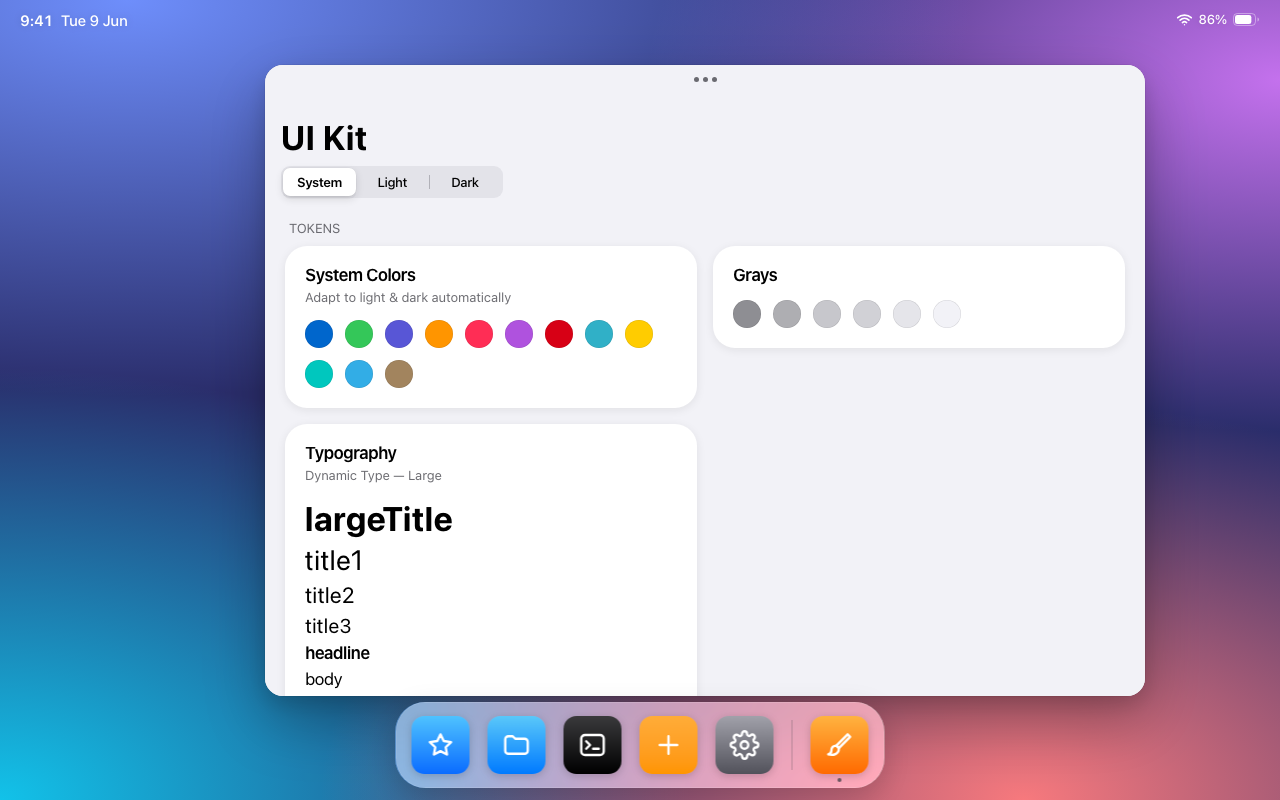 9:41 Tue 9 Jun
86%
UI Kit
System Light Dark
TOKENS
System Colors
Adapt to light & dark automatically
Grays
Typography
Dynamic Type — Large
largeTitle
title1
title2
title3
headline
body